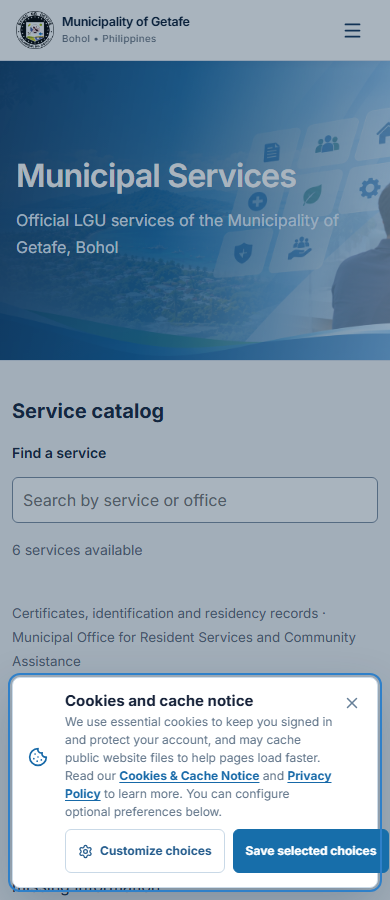 Municipality of Getafe
Bohol • Philippines
Municipal Services
Official LGU services of the Municipality of
Getafe, Bohol
Service catalog
Find a service
Search by service or office
6 services available
Certificates, identification and residency records ·
Municipal Office for Resident Services and Community
Assistance
Cookies and cache notice
We use essential cookies to keep you signed in
and protect your account, and may cache
public website files to help pages load faster.
Read our Cookies & Cache Notice and Privacy
Policy to learn more. You can configure
optional preferences below.
Customize choices
Save selected choices
missing information